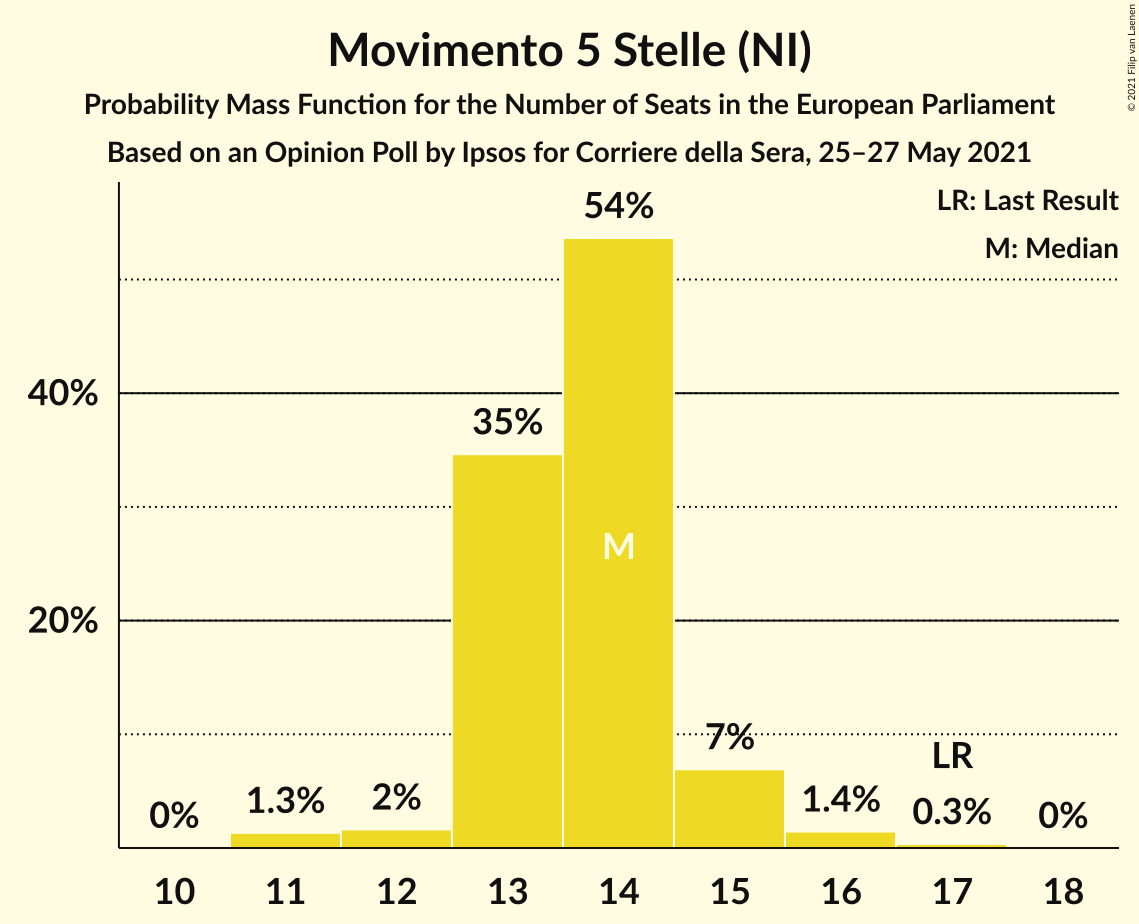 Movimento 5 Stelle (NI)
Probability Mass Function for the Number of Seats in the European Parliament
Based on an Opinion Poll by Ipsos for Corriere della Sera, 25–27 May 2021
© 2021 Filip van Laenen
LR: Last Result
M: Median
54%
40%
35%
M
20%
7%
LR
0%
1.3%
2%
1.4%
0.3%
0%
10 11 12 13 14 15 16 17 18